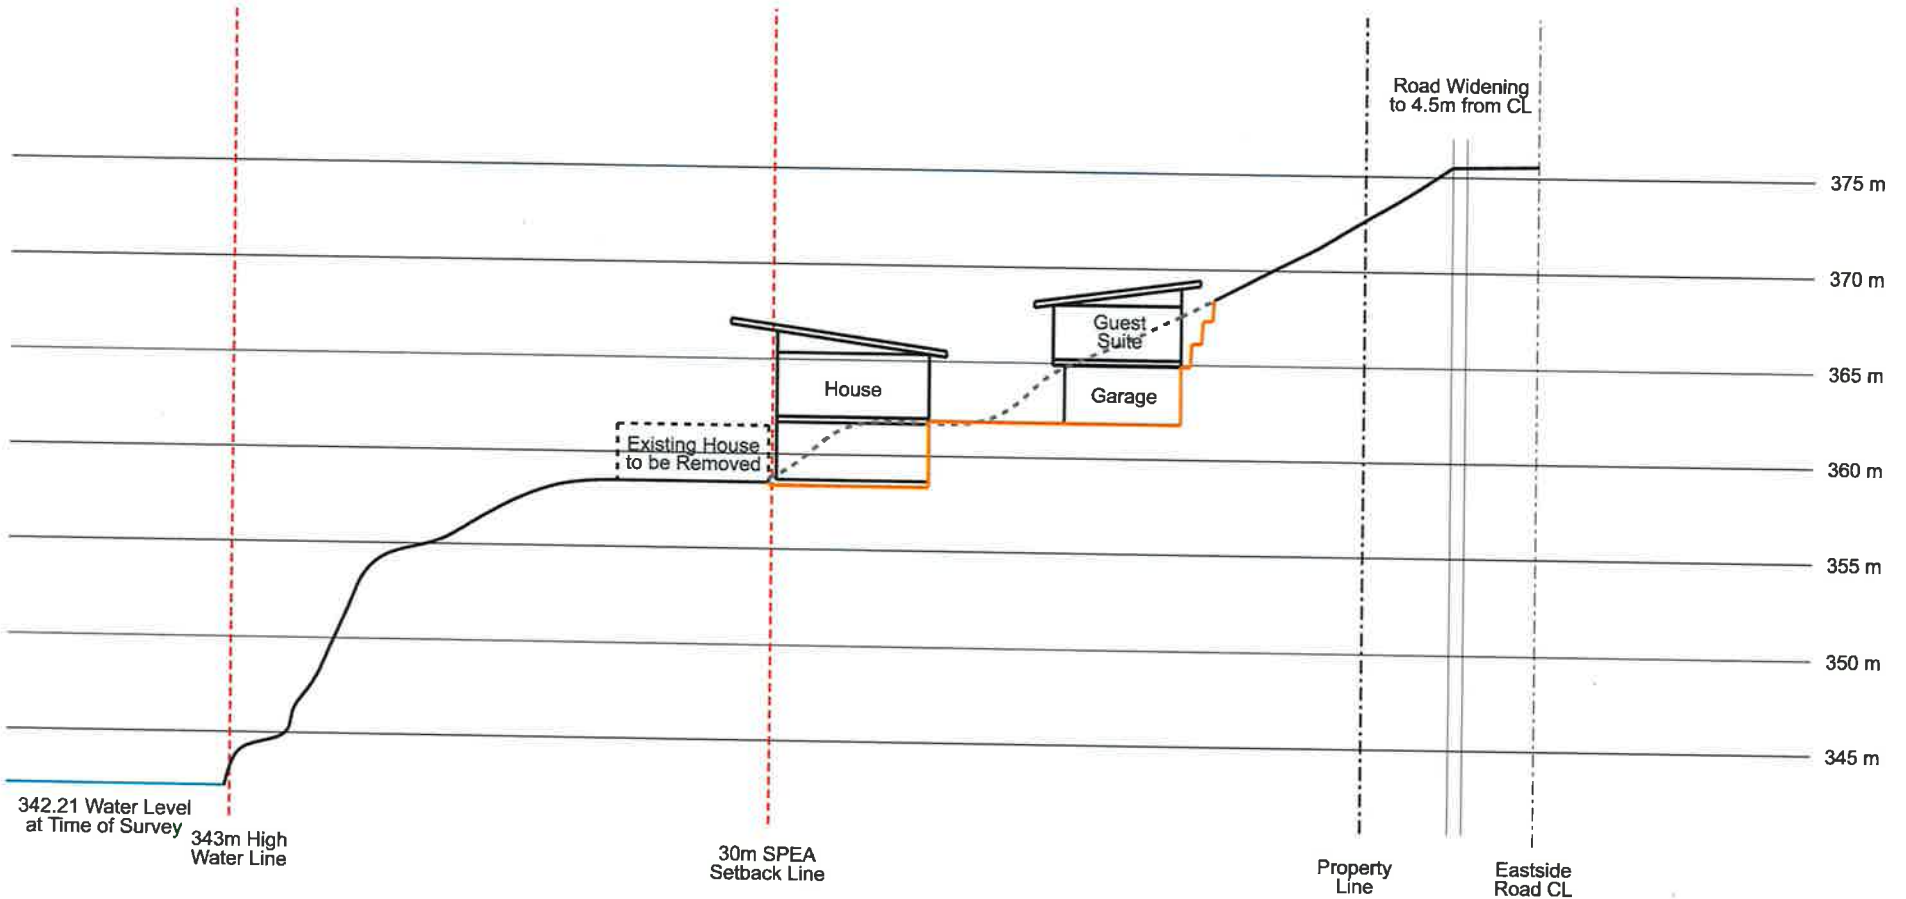 Road Widening
to 4.5m from CL
375 m
370 m
Guest
Suite
365 m
House
Garage
Existing House
to be Removed
360 m
355 m
350 m
345 m
342.21 Water Level
at Time of Survey
343m High
Water Line
30m SPEA
Setback Line
Property
Line
Eastside
Road CL